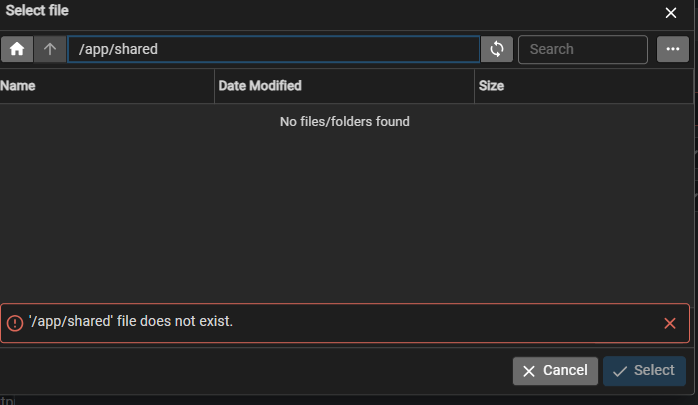 Select file
/app/shared
Search
Name Date Modified Size
No files/folders found
'/app/shared' file does not exist.
Cancel Select